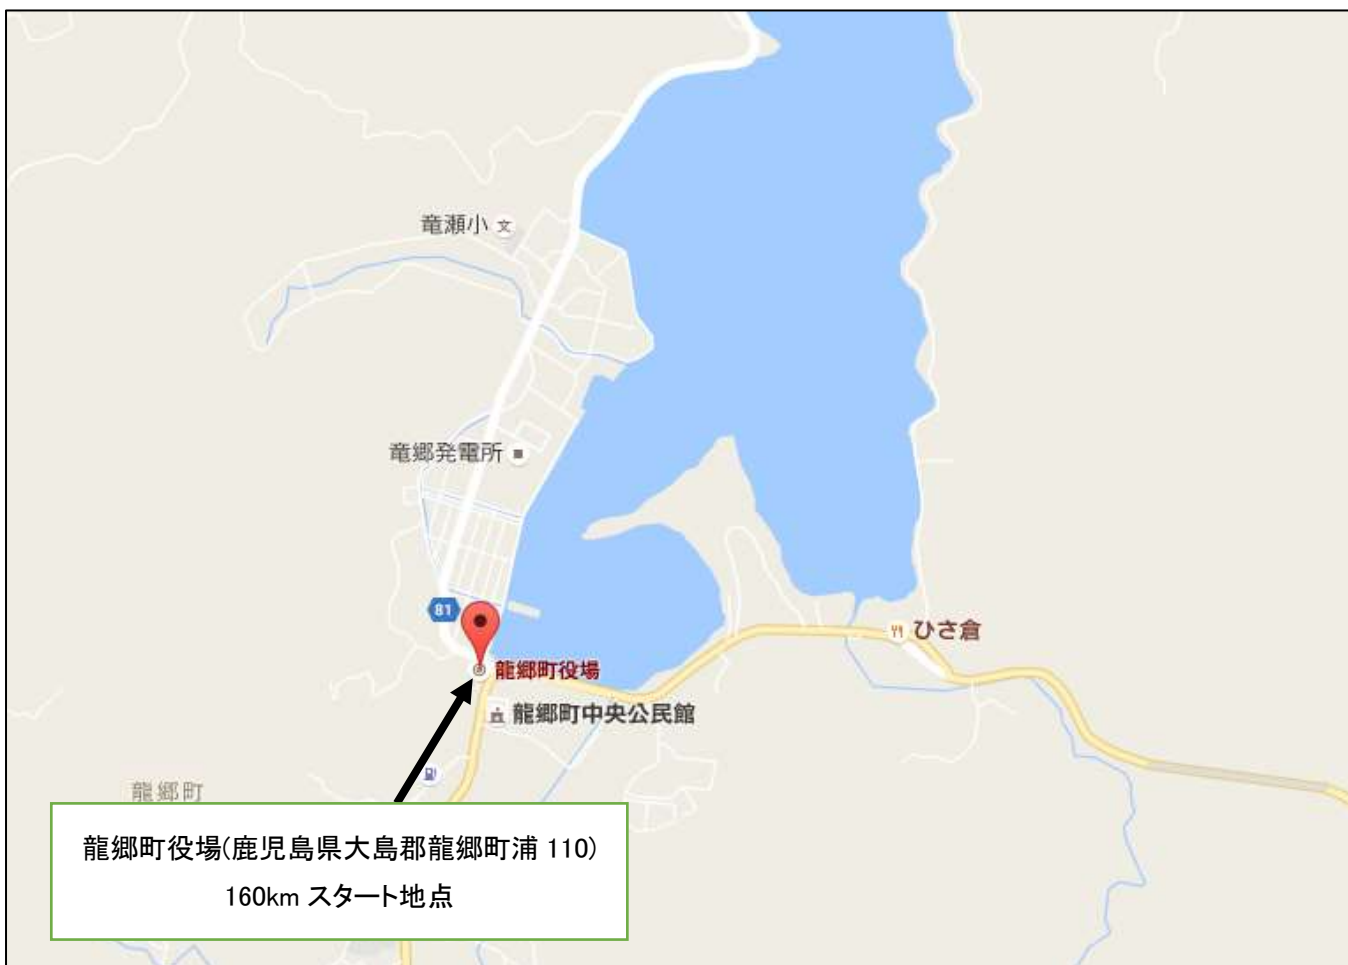 竜瀬小
文
竜郷発電所
81
ひさ倉
龍郷町役場
龍郷町中央公民館
龍郷町
龍郷町役場(鹿児島県大島郡龍郷町浦 110)
160km スタート地点